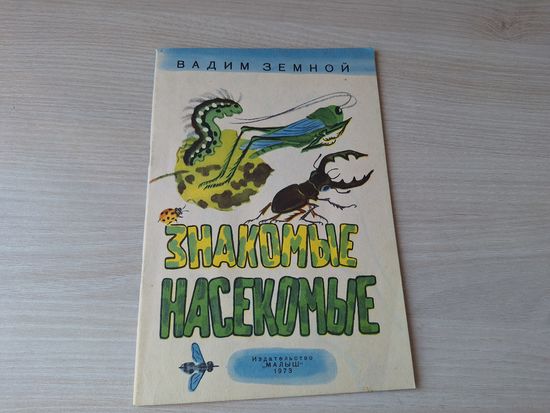 ВАДИМ ЗЕМНОЙ
ЗНАКОМЫЕ
НАСЕКОМЫЕ
Издательство
„МАЛЫШ“
1973